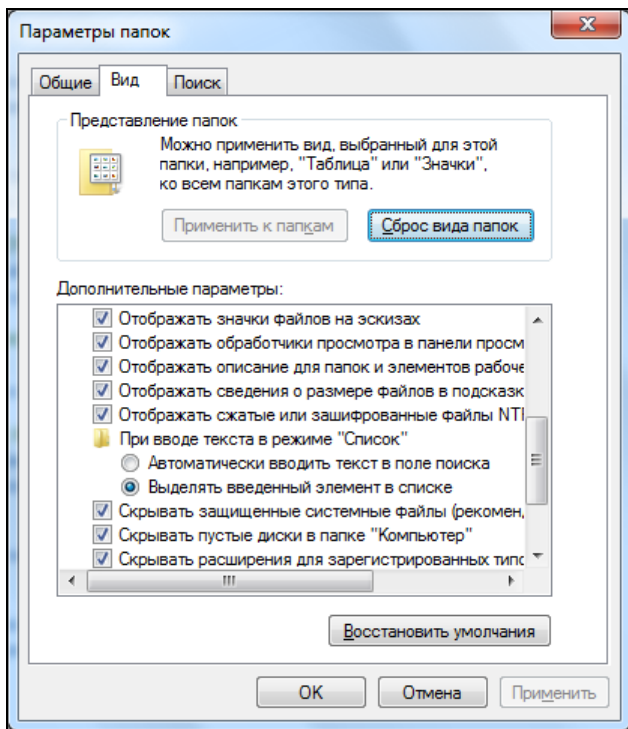 Параметры папок
Общие Вид Поиск
Представление папок
Можно применить вид, выбранный для этой
папки, например, "Таблица" или "Значки",
ко всем папкам этого типа.
Применить к папкам Сброс вида папок
Дополнительные параметры:
Отображать значки файлов на эскизах
Отображать обработчики просмотра в панели просм
Отображать описание для папок и элементов рабоче
Отображать сведения о размере файлов в подсказк
Отображать сжатые или зашифрованные файлы NTF
При вводе текста в режиме "Список"
Автоматически вводить текст в поле поиска
Выделять введенный элемент в списке
Скрывать защищенные системные файлы (рекомен,
Скрывать пустые диски в папке "Компьютер"
Скрывать расширения для зарегистрированных типо
Восстановить умолчания
OK Отмена Применить